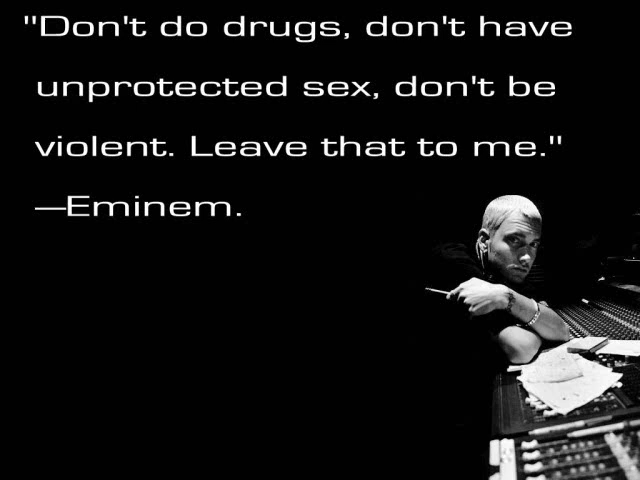 "Don't do drugs, don't have
unprotected sex, don't be
violent. Leave that to me."
—Eminem.